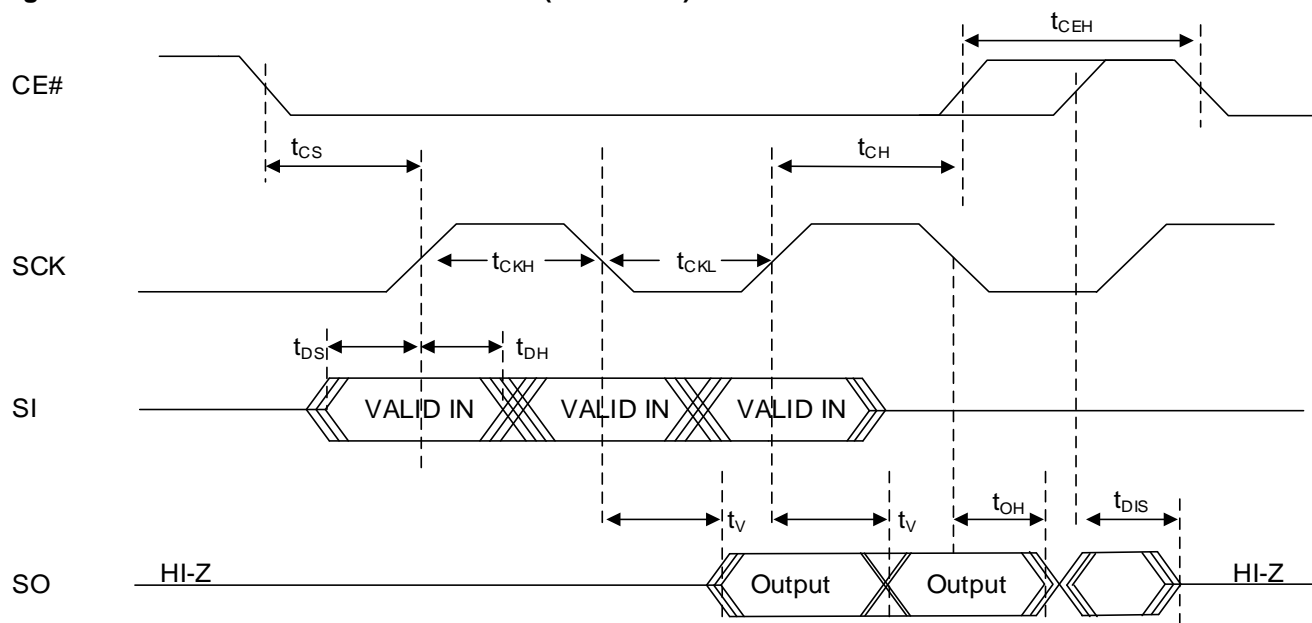 tCEH
CE#
tCS
tCH
SCK
tCKH
tCKL
tDS
tDH
SI
VALID IN
VALID IN
VALID IN
tV
tV
tOH
tDIS
SO
HI-Z
Output
Output
HI-Z